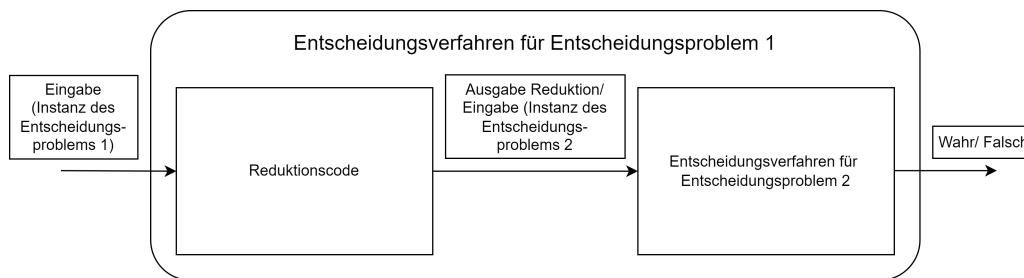 Entscheidungsverfahren für Entscheidungsproblem 1
Eingabe
(Instanz des
Entscheidungs-
problems 1)
Reduktionscode
Ausgabe Reduktion/
Eingabe (Instanz des
Entscheidungs-
problems 2
Entscheidungsverfahren für
Entscheidungsproblem 2
Wahr/ Falsch